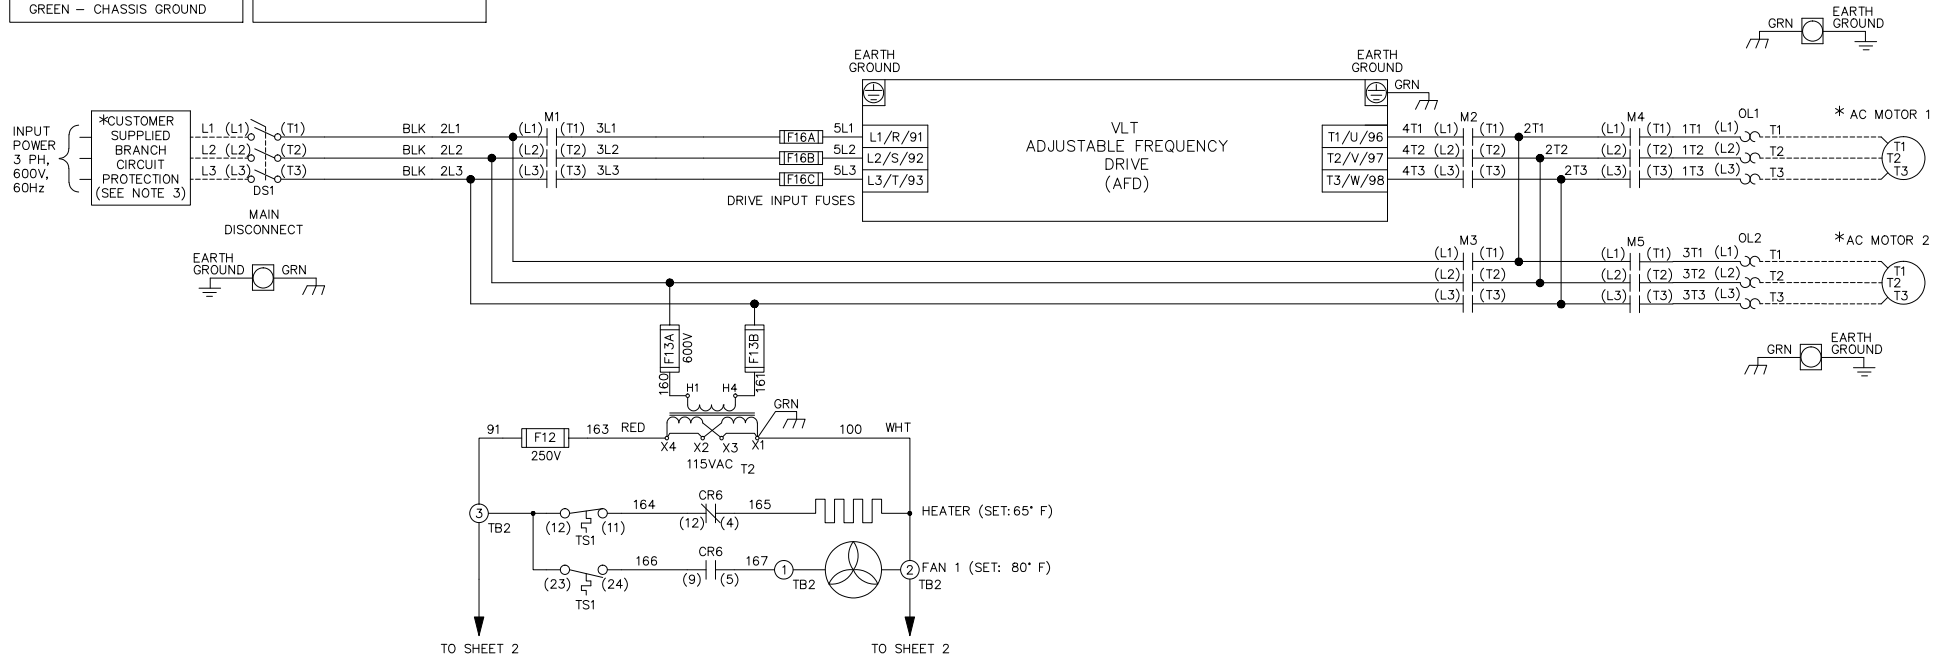 GREEN – CHASSIS GROUND
GRN
EARTH
GROUND
EARTH
GROUND
EARTH
GROUND
GRN
INPUT
POWER
3 PH,
600V,
60Hz
*CUSTOMER
SUPPLIED
BRANCH
CIRCUIT
PROTECTION
(SEE NOTE 3)
L1 (L1) (T1) BLK 2L1 (L1) M1 (T1) 3L1 F16A 5L1 L1/R/91
L2 (L2) (T2) BLK 2L2 (L2) (T2) 3L2 F16B 5L2 L2/S/92
L3 (L3) (T3) BLK 2L3 (L3) (T3) 3L3 F16C 5L3 L3/T/93
DS1
MAIN
DISCONNECT
DRIVE INPUT FUSES
VLT
ADJUSTABLE FREQUENCY
DRIVE
(AFD)
M2 M4 OL1 * AC MOTOR 1
T1/U/96 4T1 (L1) (T1) 2T1 (L1) (T1) 1T1 (L1) T1 T1
T2/V/97 4T2 (L2) (T2) 2T2 (L2) (T2) 1T2 (L2) T2 T2
T3/W/98 4T3 (L3) (T3) 2T3 (L3) (T3) 1T3 (L3) T3 T3
M3 M5 OL2 *AC MOTOR 2
(L1) (T1) (L1) (T1) 3T1 (L1) T1 T1
(L2) (T2) (L2) (T2) 3T2 (L2) T2 T2
(L3) (T3) (L3) (T3) 3T3 (L3) T3 T3
EARTH
GROUND GRN
GRN
EARTH
GROUND
F13A 600V F13B
160 H1 H4 161
GRN
91 F12 163 RED X4 X2 X3 X1 100 WHT
250V
115VAC T2
3 TB2 (12) TS1 (11) 164 CR6 (12) (4) 165 HEATER (SET:65° F)
(23) TS1 (24) 166 CR6 (9) (5) 167 1 TB2 2 TB2 FAN 1 (SET: 80° F)
TO SHEET 2
TO SHEET 2